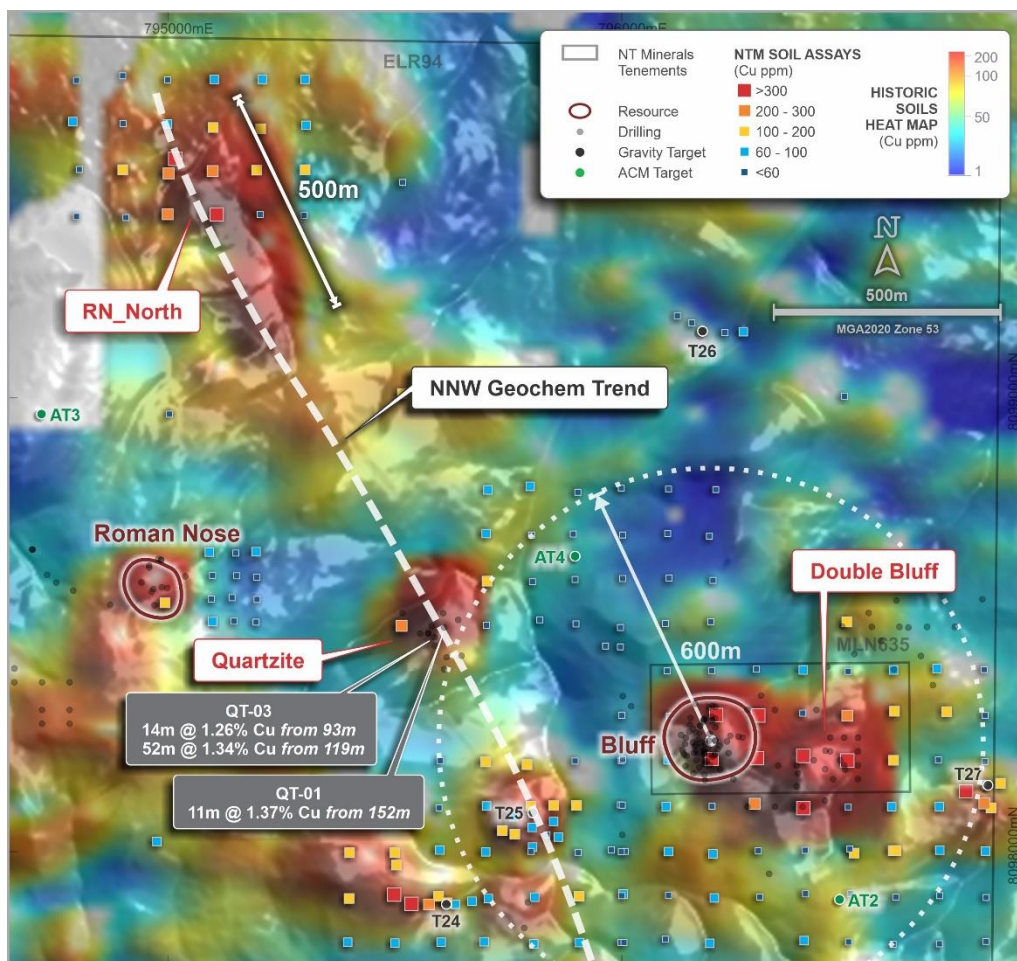 795000mE
796000mE
ELR94
NT Minerals
Tenements
Resource
Drilling
Gravity Target
ACM Target
NTM SOIL ASSAYS
(Cu ppm)
>300
200 - 300
100 - 200
60 - 100
<60
HISTORIC
SOILS
HEAT MAP
(Cu ppm)
200
100
50
1
500m
N
500m
MGA2020 Zone 53
RN_North
T26
NNW Geochem Trend
8099000mN
AT3
Roman Nose
AT4
Double Bluff
Quartzite
600m
MLN635
QT-03
14m @ 1.26% Cu from 93m
52m @ 1.34% Cu from 119m
Bluff
QT-01
11m @ 1.37% Cu from 152m
T25
T27
8098000mN
T24
AT2